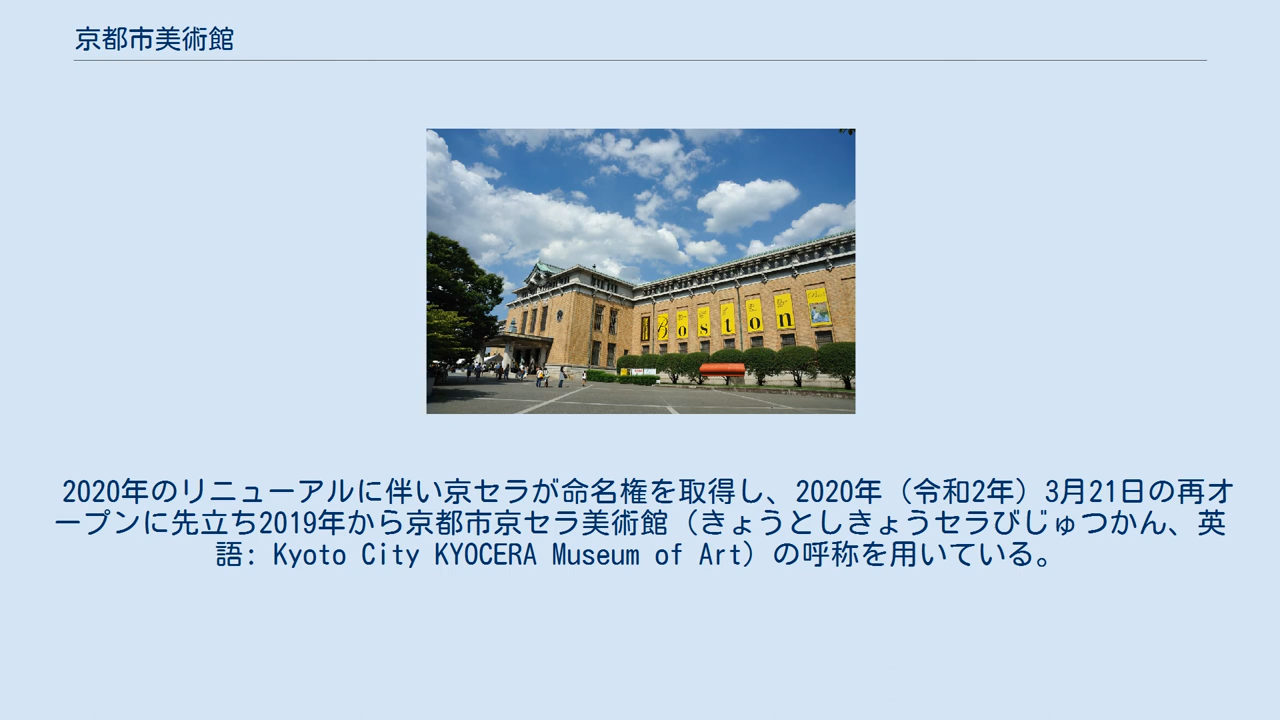 京都市美術館
Boston
2020年のリニューアルに伴い京セラが命名権を取得し、2020年（令和2年）3月21日の再オ
ープンに先立ち2019年から京都市京セラ美術館（きょうとしきょうセラびじゅつかん、英
語: Kyoto City KYOCERA Museum of Art）の呼称を用いている。